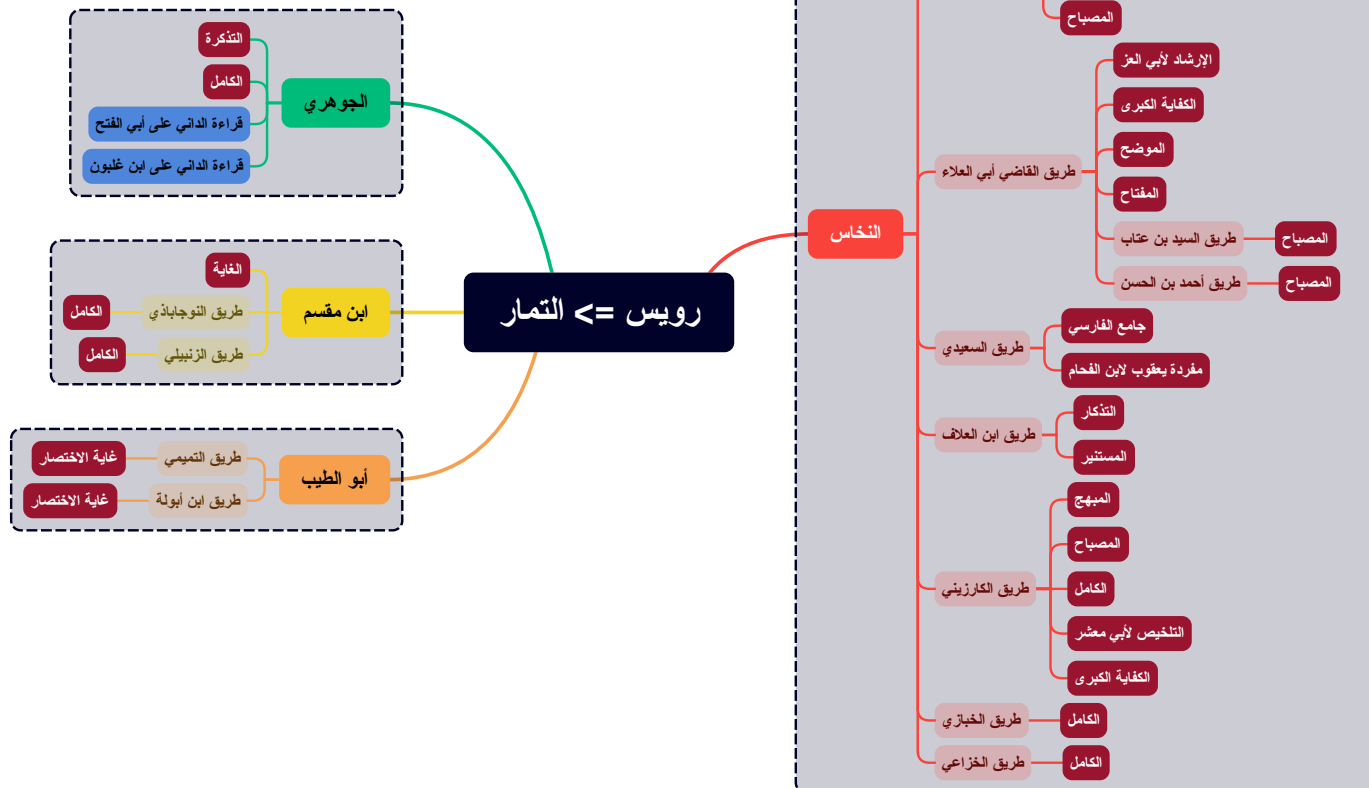 رويس => التمار
النخاس
المصباح
طريق القاضي أبي العلاء
الإرشاد لأبي العز
الكفاية الكبرى
الموضح
المفتاح
طريق السيد بن عتاب
المصباح
طريق أحمد بن الحسن
المصباح
طريق السعيدي
جامع الفارسي
مفردة يعقوب لابن الفحام
طريق ابن العلاف
التذكار
المستنير
طريق الكارزيني
المبهج
المصباح
الكامل
التلخيص لأبي معشر
الكفاية الكبرى
طريق الخبازي
الكامل
طريق الخزاعي
الكامل
الجوهري
التذكرة
الكامل
قراءة الداني على أبي الفتح
قراءة الداني على ابن غلبون
ابن مقسم
الغاية
طريق النوجاباذي
الكامل
طريق الزنبيلي
الكامل
أبو الطيب
طريق التميمي
غاية الاختصار
طريق ابن أبولة
غاية الاختصار